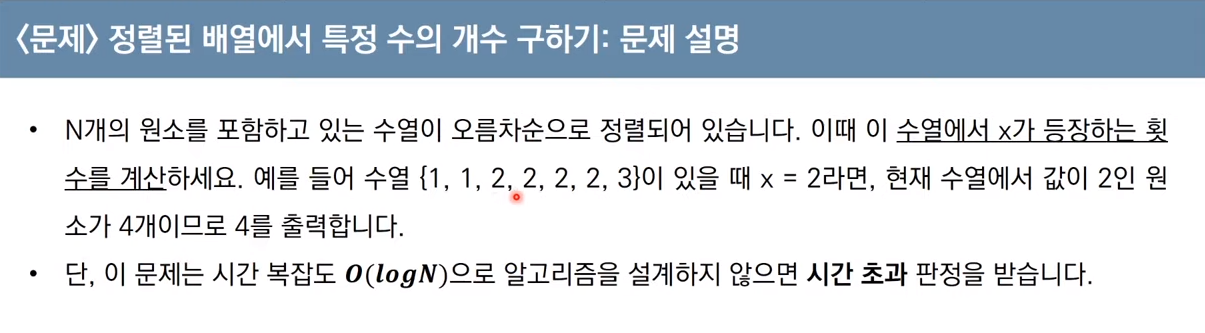 <문제> 정렬된 배열에서 특정 수의 개수 구하기: 문제 설명
• N개의 원소를 포함하고 있는 수열이 오름차순으로 정렬되어 있습니다. 이때 이 수열에서 x가 등장하는 횟
수를 계산하세요. 예를 들어 수열 {1, 1, 2, 2, 2, 2, 3}이 있을 때 x = 2라면, 현재 수열에서 값이 2인 원
소가 4개이므로 4를 출력합니다.
• 단, 이 문제는 시간 복잡도 O(logN)으로 알고리즘을 설계하지 않으면 시간 초과 판정을 받습니다.